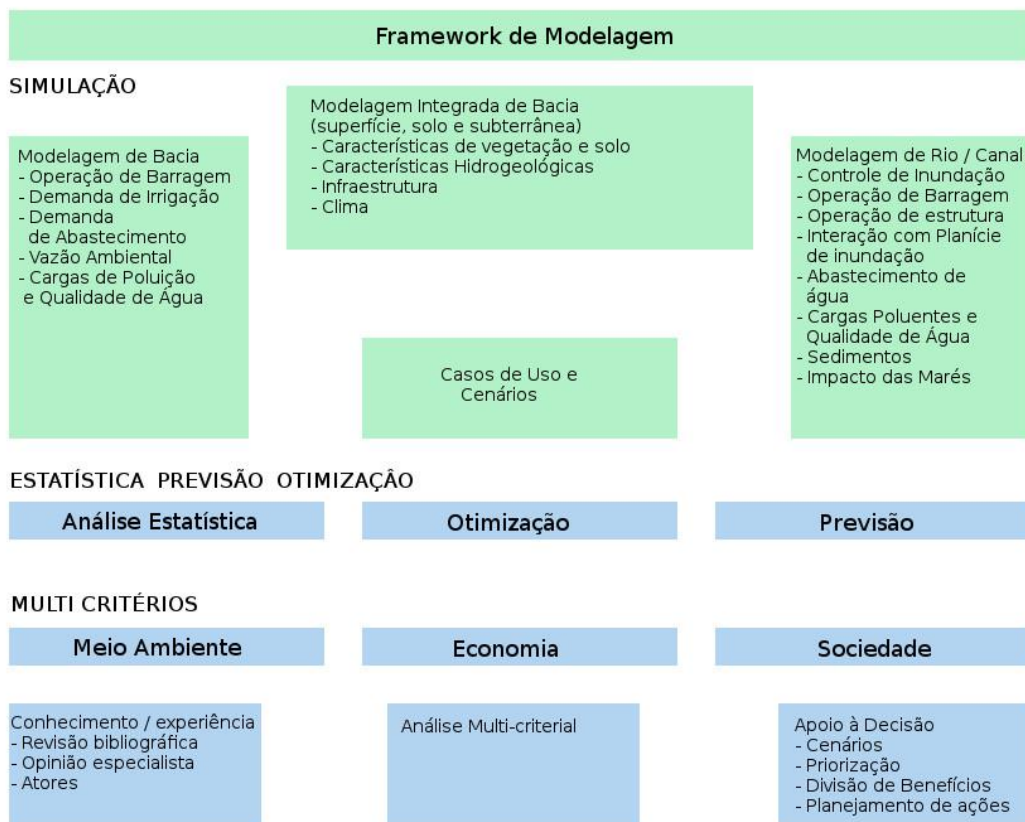 Framework de Modelagem
SIMULAÇÃO
Modelagem de Bacia
- Operação de Barragem
- Demanda de Irrigação
- Demanda
de Abastecimento
- Vazão Ambiental
- Cargas de Poluição
e Qualidade de Água
Modelagem Integrada de Bacia
(superfície, solo e subterrânea)
- Características de vegetação e solo
- Características Hidrogeológicas
- Infraestrutura
- Clima
Casos de Uso e
Cenários
Modelagem de Rio / Canal
- Controle de Inundação
- Operação de Barragem
- Operação de estrutura
- Interação com Planície
de inundação
- Abastecimento de
água
- Cargas Poluentes e
Qualidade de Água
- Sedimentos
- Impacto das Marés
ESTATÍSTICA PREVISÃO OTIMIZAÇÂO
Análise Estatística
Otimização
Previsão
MULTI CRITÉRIOS
Meio Ambiente
Economia
Sociedade
Conhecimento / experiência
- Revisão bibliográfica
- Opinião especialista
- Atores
Análise Multi-criterial
Apoio à Decisão
- Cenários
- Priorização
- Divisão de Benefícios
- Planejamento de ações